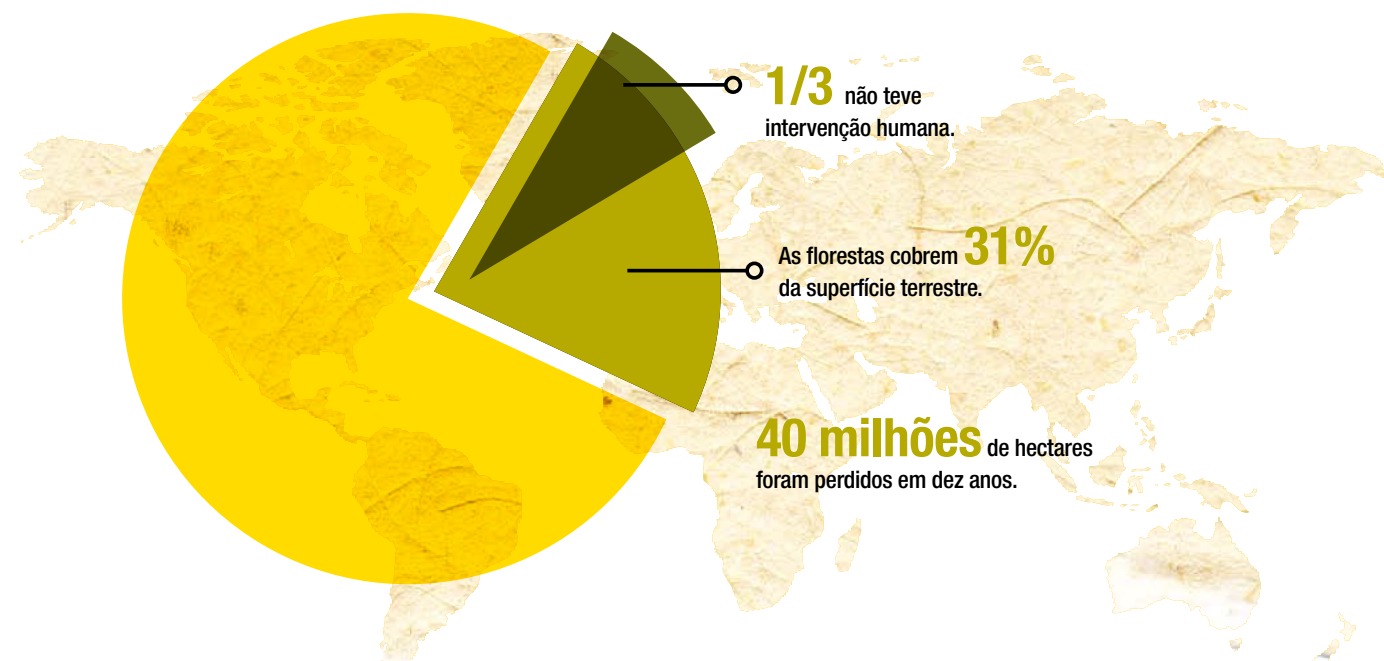 1/3 não teve
intervenção humana.
As florestas cobrem 31%
da superfície terrestre.
40 milhões de hectares
foram perdidos em dez anos.